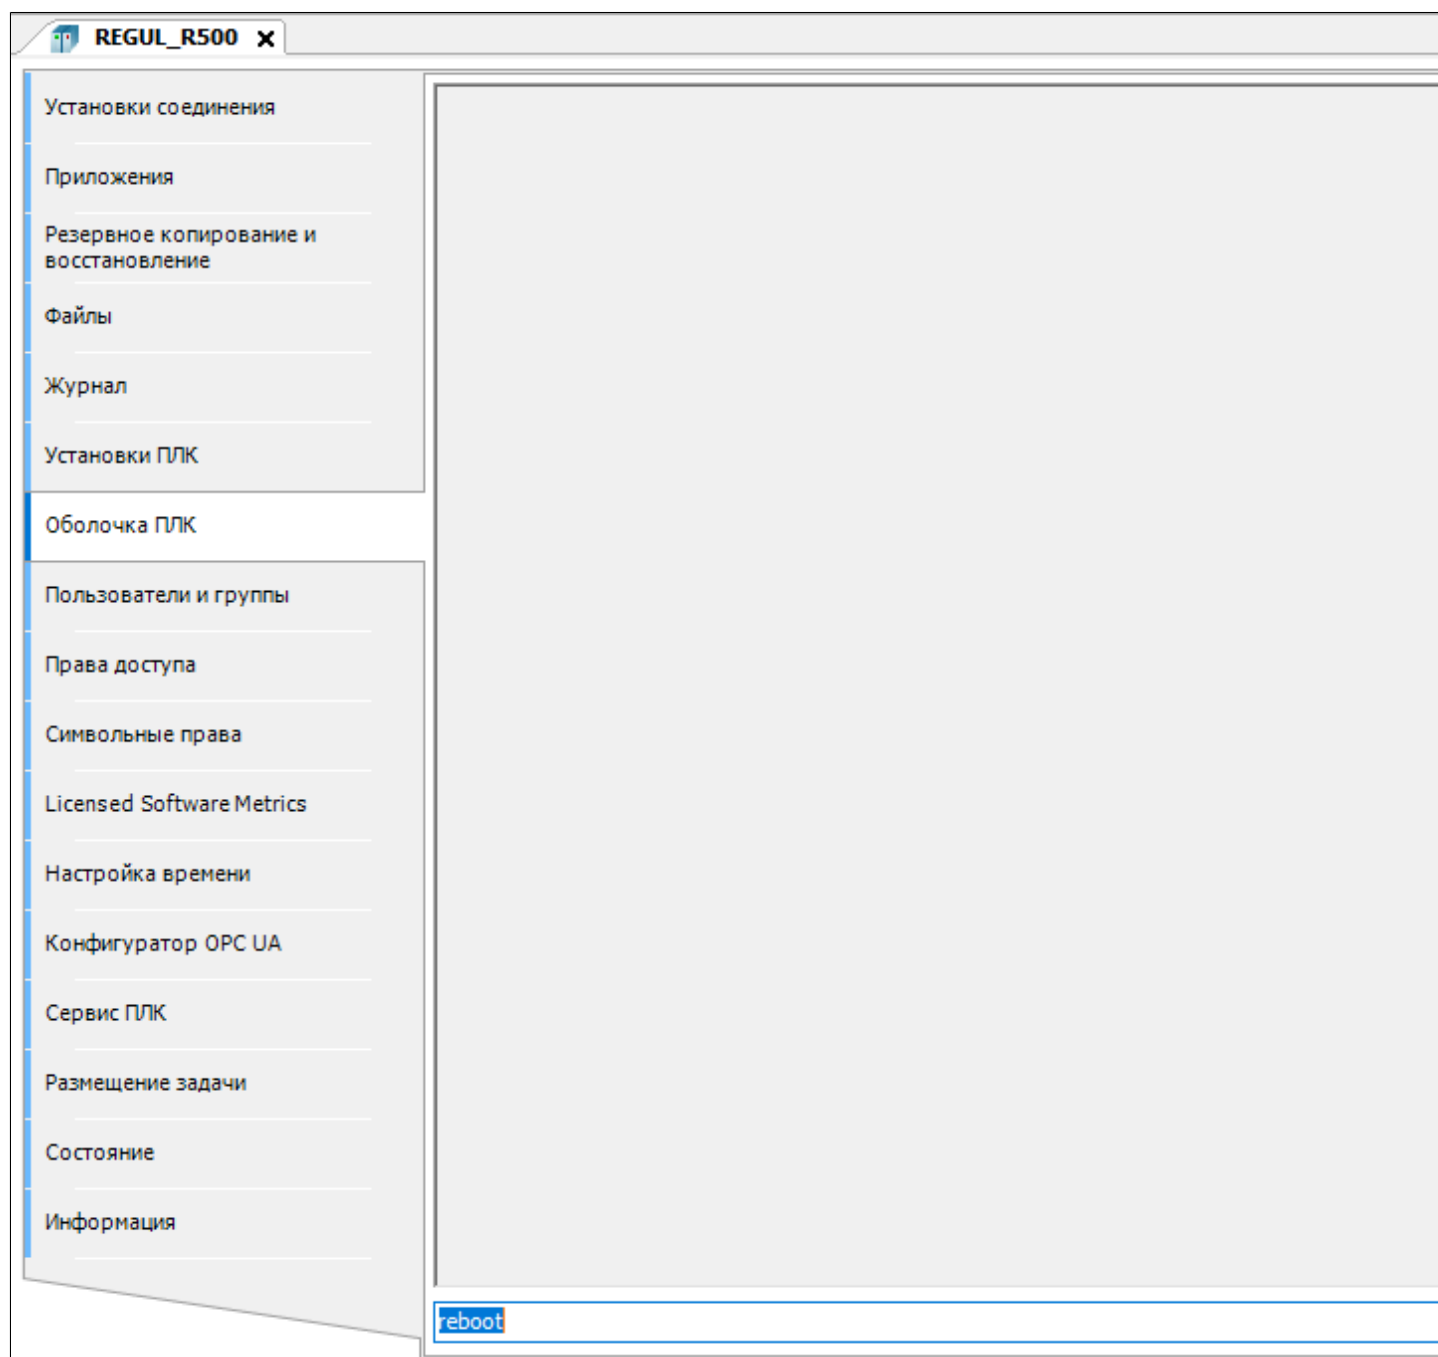 REGUL_R500
Установки соединения
Приложения
Резервное копирование и
восстановление
Файлы
Журнал
Установки ПЛК
Оболочка ПЛК
Пользователи и группы
Права доступа
Символьные права
Licensed Software Metrics
Настройка времени
Конфигуратор OPC UA
Сервис ПЛК
Размещение задачи
Состояние
Информация
reboot